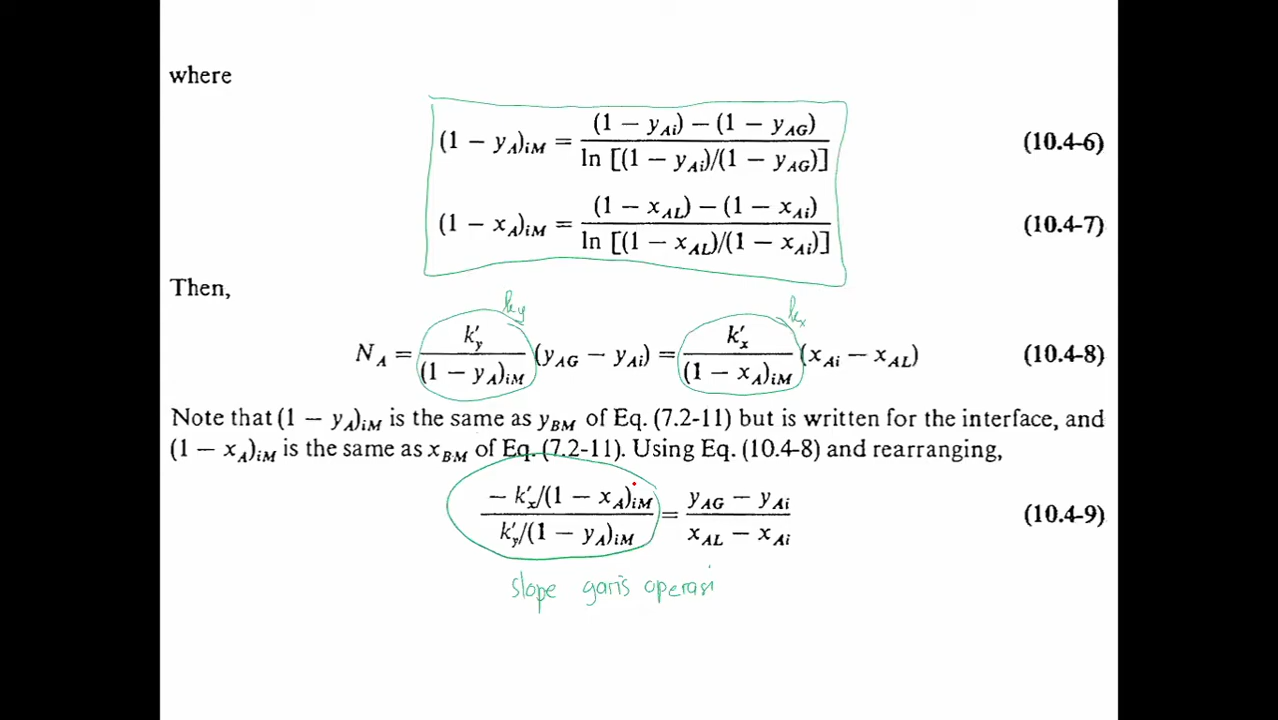 where
(1 − y_Ai) − (1 − y_AG)
(1 − y_A)_iM = ――― (10.4-6)
ln [(1 − y_Ai)/(1 − y_AG)]
(1 − x_AL) − (1 − x_Ai)
(1 − x_A)_iM = ――― (10.4-7)
ln [(1 − x_AL)/(1 − x_Ai)]
Then,
ky kx
N_A = k′_y/(1 − y_A)_iM (y_AG − y_Ai) = k′_x/(1 − x_A)_iM (x_Ai − x_AL) (10.4-8)
Note that (1 − y_A)_iM is the same as y_BM of Eq. (7.2-11) but is written for the interface, and
(1 − x_A)_iM is the same as x_BM of Eq. (7.2-11). Using Eq. (10.4-8) and rearranging,
− k′_x/(1 − x_A)_iM y_AG − y_Ai
――― = ――― (10.4-9)
k′_y/(1 − y_A)_iM x_AL − x_Ai
slope garis operasi